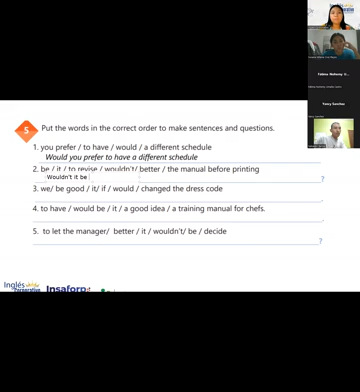 5 Put the words in the correct order to make sentences and questions.
1. you prefer / to have / would / a different schedule
Would you prefer to have a different schedule
2. be / it / to revise / wouldn't/ better / the manual before printing
Wouldn't it be
?
3. we/ be good / it/ if / would / changed the dress code
.
4. to have / would be / it / a good idea / a training manual for chefs.
.
5. to let the manager/ better / it / wouldn't/ be / decide
?
Inglés
Insaforp